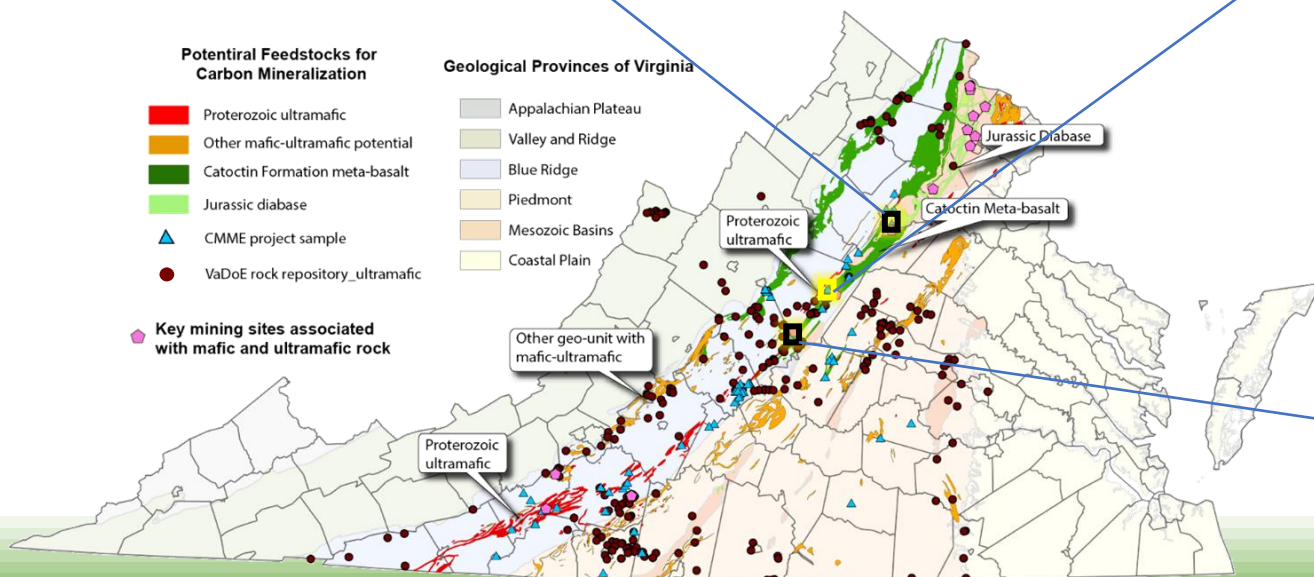 Potentiral Feedstocks for
Carbon Mineralization
Proterozoic ultramafic
Other mafic-ultramafic potential
Catoctin Formation meta-basalt
Jurassic diabase
CMME project sample
VaDoE rock repository_ultramafic
Key mining sites associated
with mafic and ultramafic rock
Geological Provinces of Virginia
Appalachian Plateau
Valley and Ridge
Blue Ridge
Piedmont
Mesozoic Basins
Coastal Plain
Jurassic Diabase
Catoctin Meta-basalt
Proterozoic
ultramafic
Other geo-unit with
mafic-ultramafic
Proterozoic
ultramafic